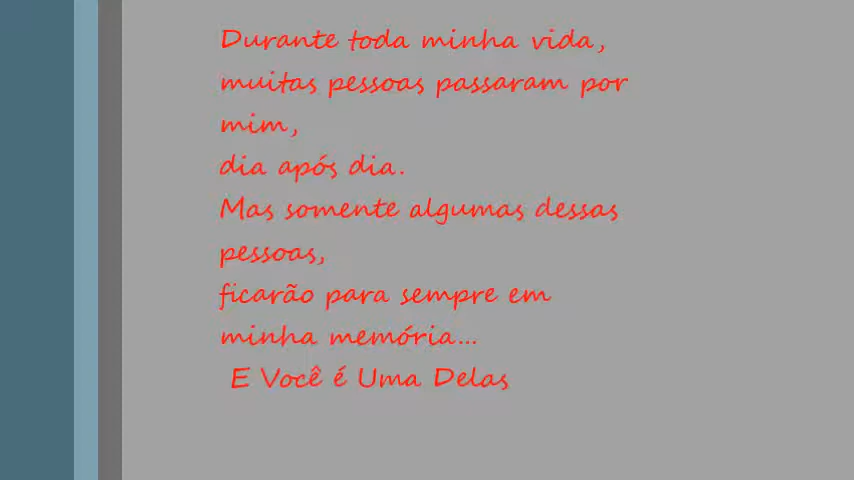 Durante toda minha vida,
muitas pessoas passaram por
mim,
dia após dia.
Mas somente algumas dessas
pessoas,
ficarão para sempre em
minha memória...
E Você é Uma Delas